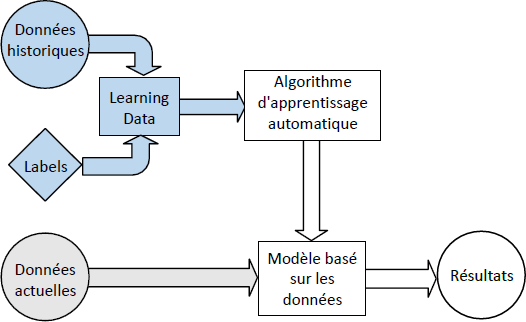 Données
historiques
Learning
Data
Algorithme
d'apprentissage
automatique
Labels
Données
actuelles
Modèle basé
sur les
données
Résultats